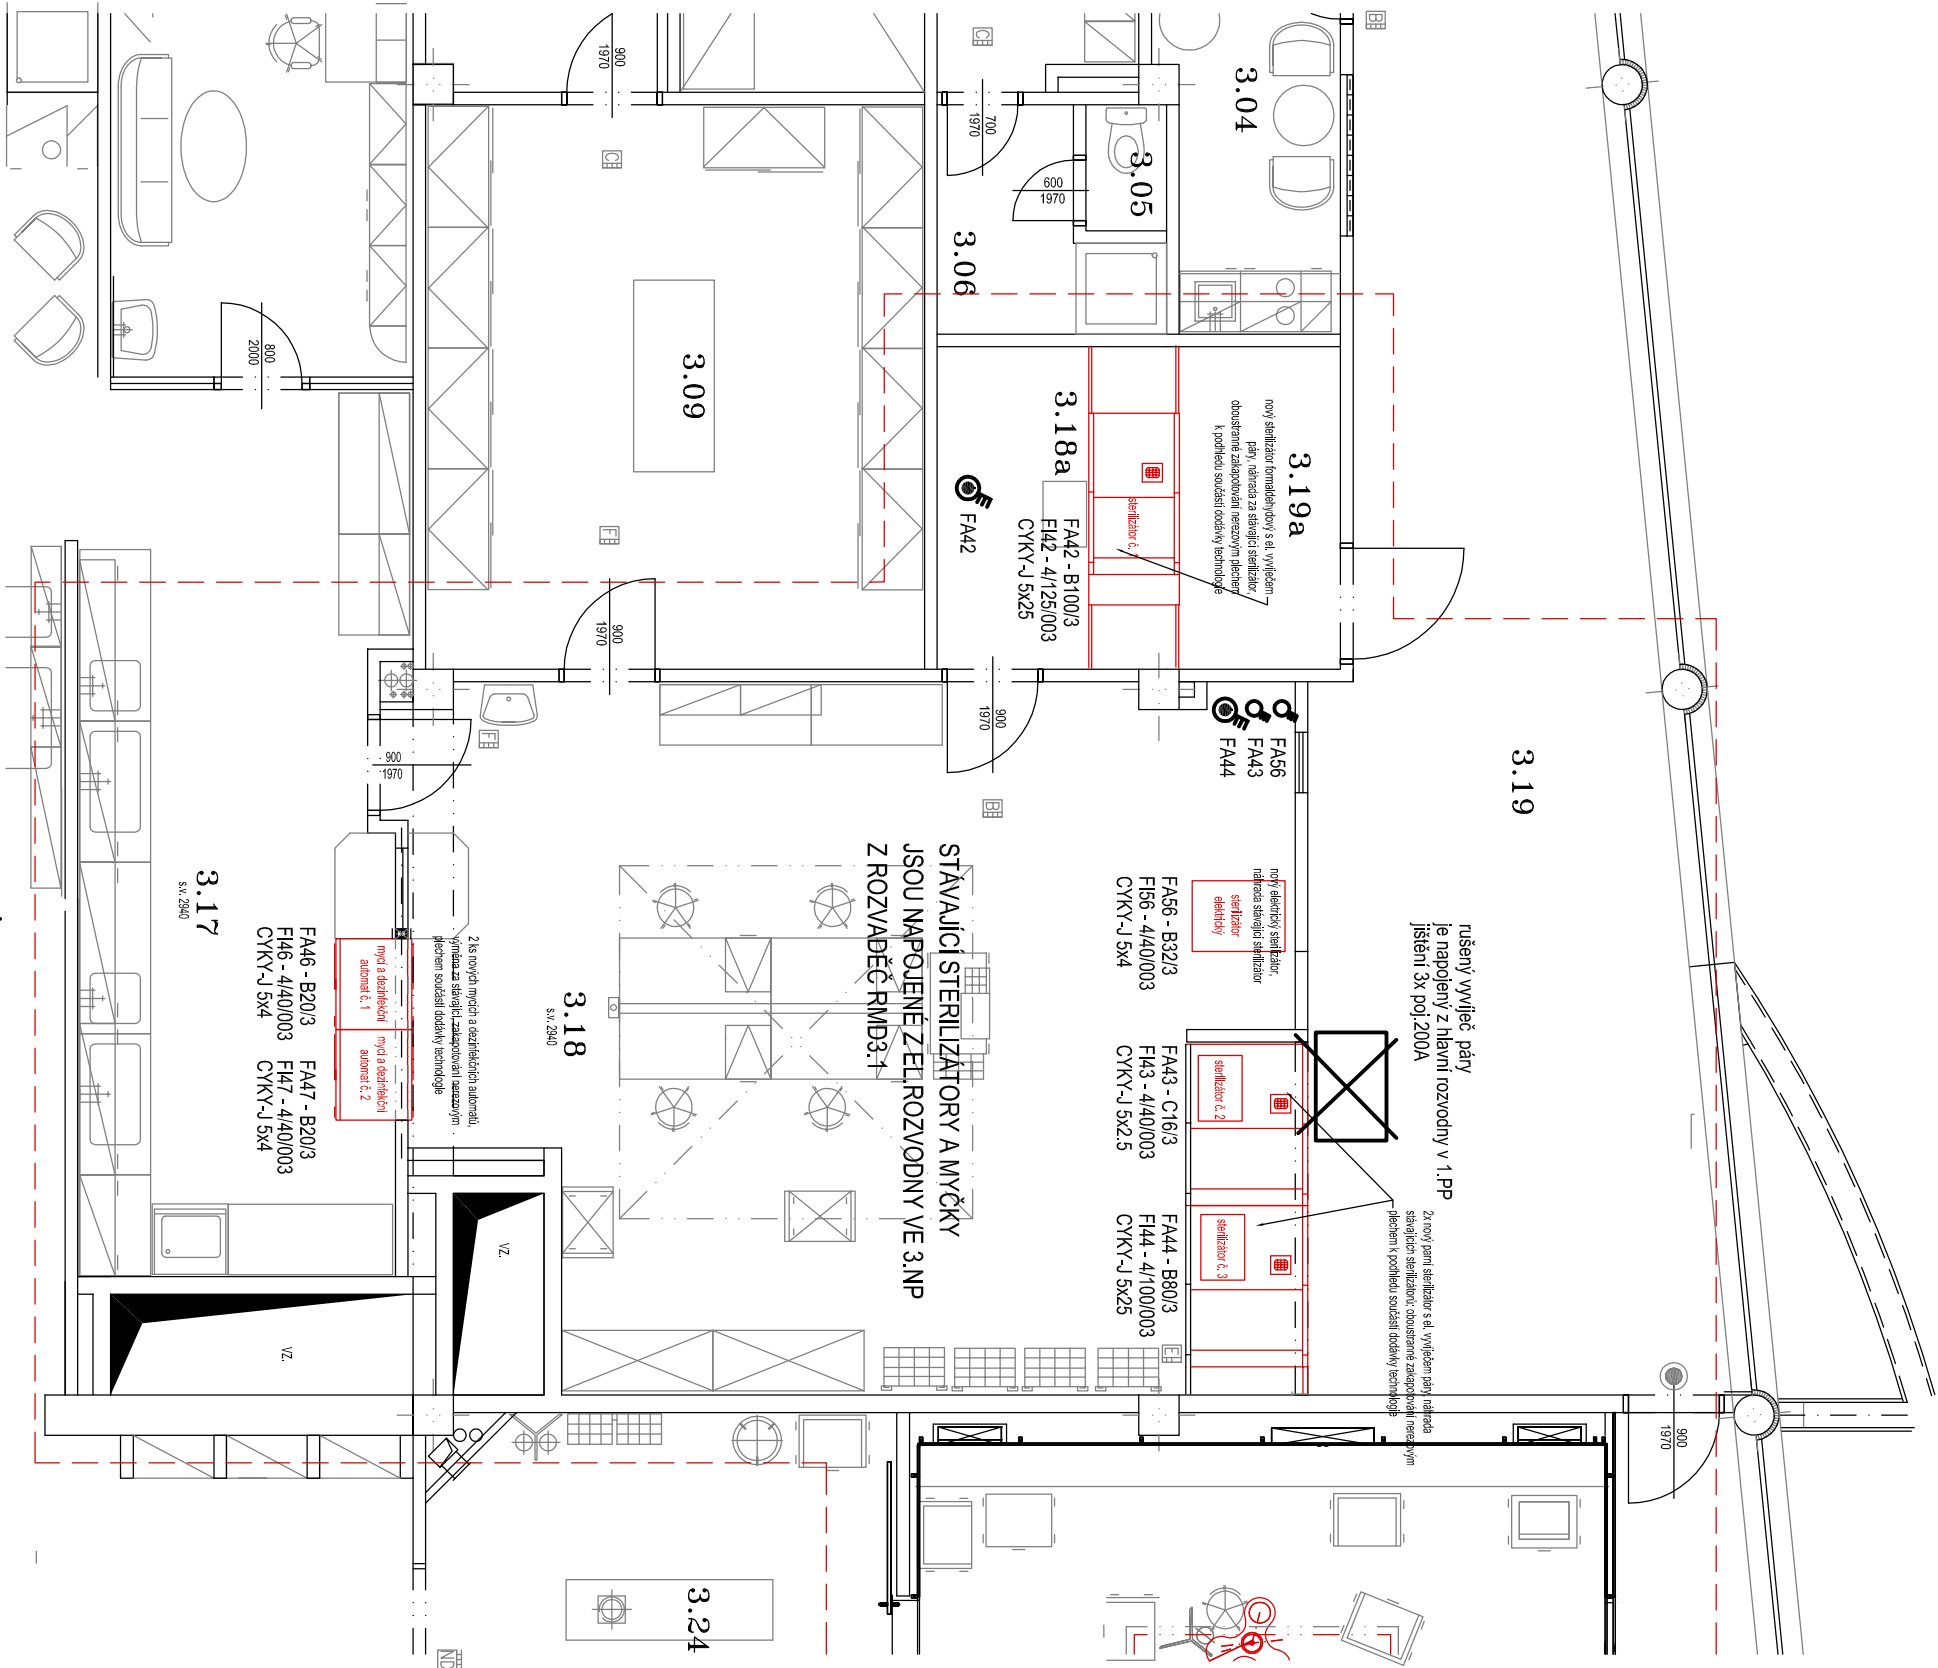 3.04
3.05
3.06
3.09
3.18a
3.19a
3.19
3.17
s.v. 2940
3.18
s.v. 2940
3.24
900
1970
700
1970
600
1970
800
2000
900
1970
900
1970
900
1970
900
1970
nový sterilizátor formaldehydový s el. vyvíječem
páry, náhrada za stávající sterilizátor,
oboustranné zakapotování nerezovým plechem
k podhledu součástí dodávky technologie
sterilizátor č.
FA42
FA42 - B100/3
FI42 - 4/125/003
CYKY-J 5x25
FA56
FA43
FA44
nový elektrický sterilizátor,
náhrada stávající sterilizátor
sterilizátor
elektrický
FA56 - B32/3
FI56 - 4/40/003
CYKY-J 5x4
rušený vyvíječ páry
je napojený z hlavní rozvodny v 1.PP
jištění 3x poj.200A
STÁVAJÍCÍ STERILIZÁTORY A MYČKY
JSOU NAPOJENÉ Z EL.ROZVODNY VE 3.NP
Z ROZVADĚČ RMD3.1
sterilizátor č. 2
FA43 - C16/3
FI43 - 4/40/003
CYKY-J 5x2.5
sterilizátor č. 3
FA44 - B80/3
FI44 - 4/100/003
CYKY-J 5x25
2x nový parní sterilizátor s el. vyvíječem páry, náhrada
stávajících sterilizátorů; oboustranné zakapotování nerezovým
plechem k podhledu součástí dodávky technologie
2 ks nových mycích a dezinfekčních automatů,
výměna za stávající, zakapotování nerezovým
plechem součástí dodávky technologie
mycí a dezinfekční
automat č. 1
mycí a dezinfekční
automat č. 2
FA46 - B20/3
FI46 - 4/40/003
CYKY-J 5x4
FA47 - B20/3
FI47 - 4/40/003
CYKY-J 5x4
VZ.
VZ.